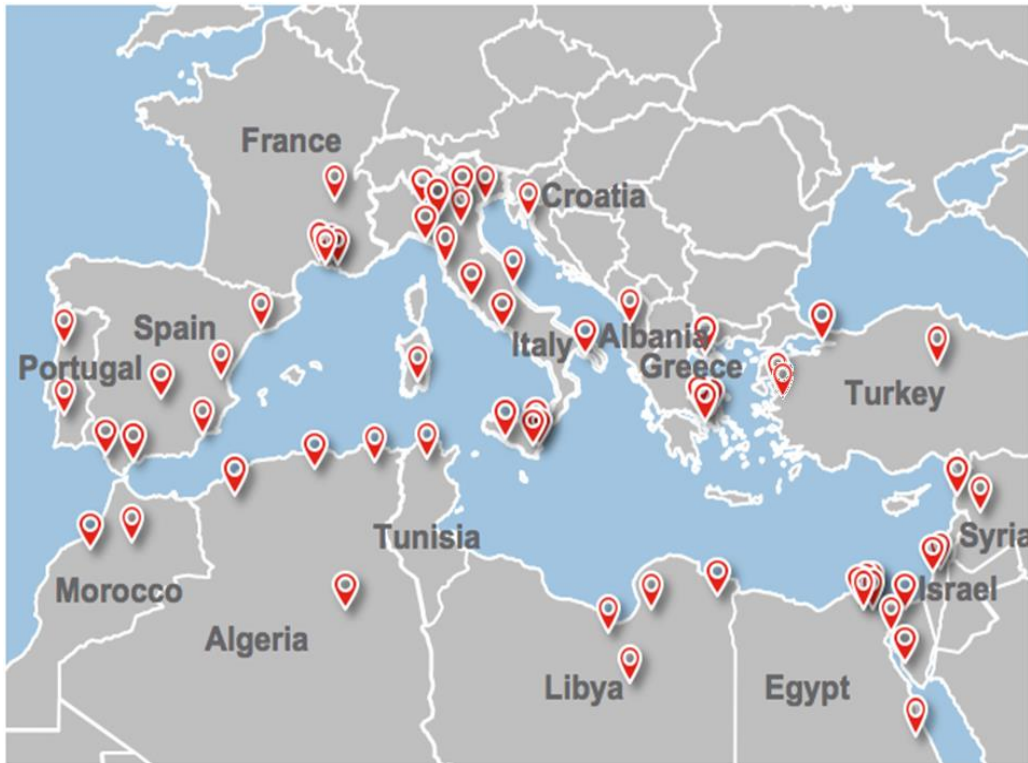 France
Croatia
Spain
Italy
Albania
Portugal
Greece
Turkey
Tunisia
Syria
Morocco
Israel
Algeria
Libya
Egypt